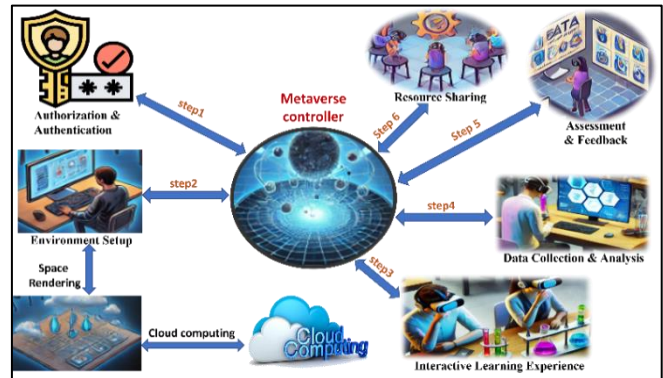 * *
Authorization &
Authentication
step1
Metaverse
controller
Resource Sharing
Step 6
Step 5
DATA
Assessment
& Feedback
step2
Environment Setup
step4
Data Collection & Analysis
Space
Rendering
step3
Cloud computing
Cloud
Computing
Interactive Learning Experience